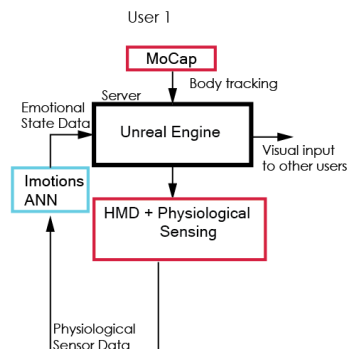 User 1
MoCap
Body tracking
Server
Emotional
State Data
Unreal Engine
Visual input
to other users
Imotions
ANN
HMD + Physiological
Sensing
Physiological
Sensor Data